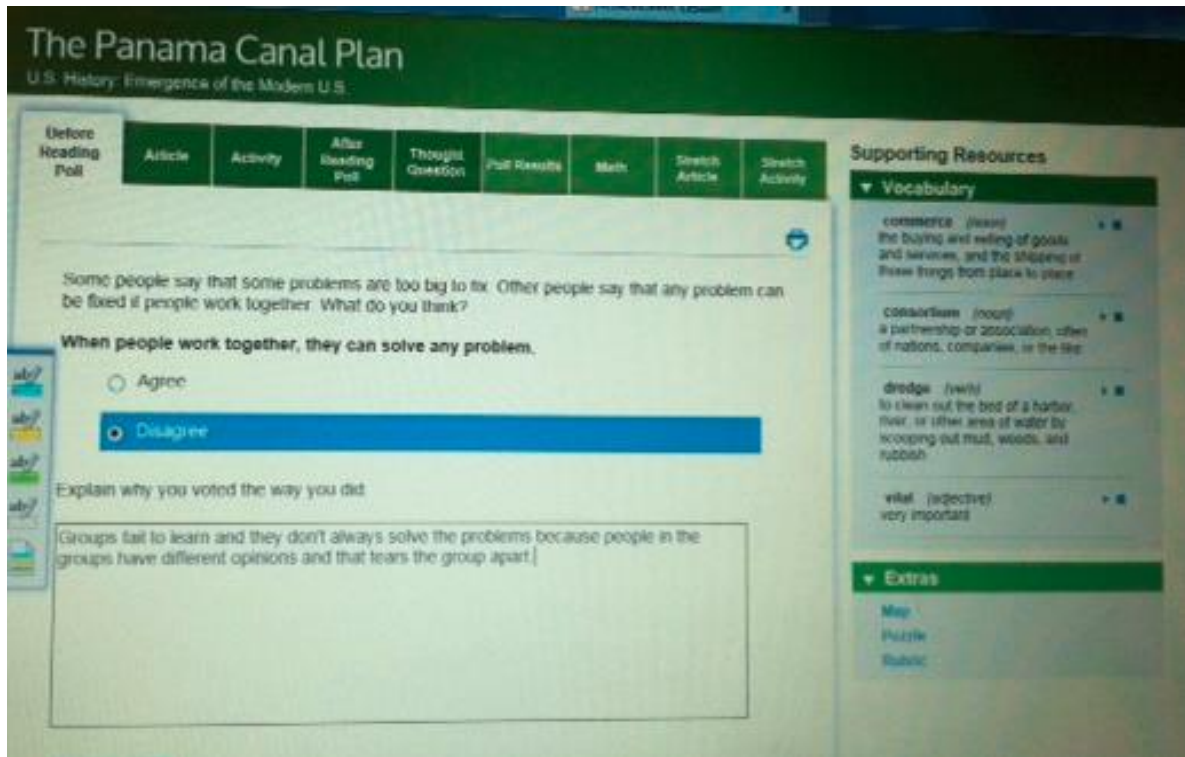 The Panama Canal Plan
U.S. History: Emergence of the Modern U.S.
Before
Reading
Poll
Article
Activity
After
Reading
Poll
Thought
Question
Poll Results
Math
Stretch
Article
Stretch
Activity
Some people say that some problems are too big to fix. Other people say that any problem can
be fixed if people work together. What do you think?
When people work together, they can solve any problem.
Agree
Disagree
Explain why you voted the way you did.
Groups fail to learn and they don't always solve the problems because people in the
groups have different opinions and that tears the group apart.
Supporting Resources
Vocabulary
commerce (noun)
the buying and selling of goods
and services, and the shipping of
those things from place to place
consortium (noun)
a partnership or association, often
of nations, companies, or the like
dredge (verb)
to clean out the bed of a harbor,
river, or other area of water by
scooping out mud, weeds, and
rubbish
vital (adjective)
very important
Extras
Map
Puzzle
Rubric
ab/
ab/
ab/
ab/